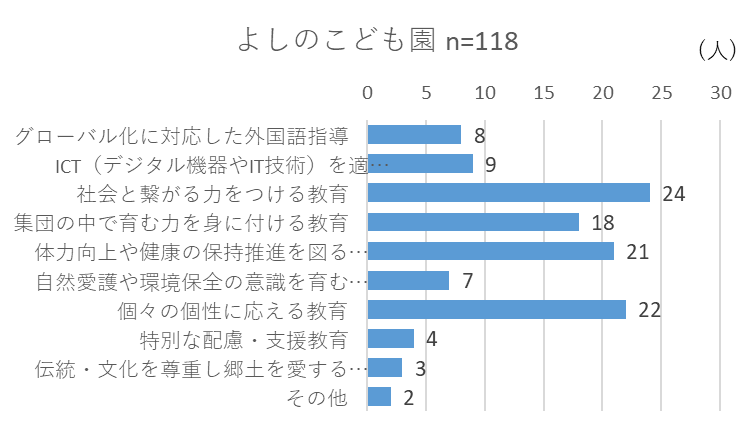 よしのこども園 n=118
(人)
0 5 10 15 20 25 30
グローバル化に対応した外国語指導 8
ICT（デジタル機器やIT技術）を適… 9
社会と繋がる力をつける教育 24
集団の中で育む力を身に付ける教育 18
体力向上や健康の保持推進を図る… 21
自然愛護や環境保全の意識を育む… 7
個々の個性に応える教育 22
特別な配慮・支援教育 4
伝統・文化を尊重し郷土を愛する… 3
その他 2